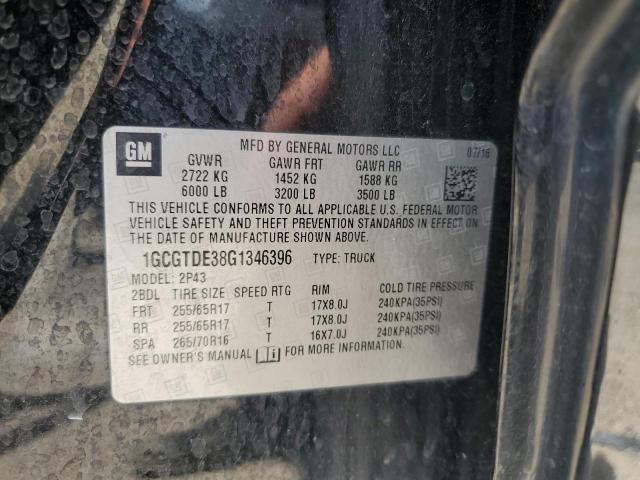 GM
MFD BY GENERAL MOTORS LLC 07/16
GVWR GAWR FRT GAWR RR
2722 KG 1452 KG 1588 KG
6000 LB 3200 LB 3500 LB
THIS VEHICLE CONFORMS TO ALL APPLICABLE U.S. FEDERAL MOTOR
VEHICLE SAFETY AND THEFT PREVENTION STANDARDS IN EFFECT ON
THE DATE OF MANUFACTURE SHOWN ABOVE.
1GCGTDE38G1346396 TYPE: TRUCK
MODEL: 2P43
2BDL TIRE SIZE SPEED RTG RIM COLD TIRE PRESSURE
FRT 255/65R17 T 17X8.0J 240KPA(35PSI)
RR 255/65R17 T 17X8.0J 240KPA(35PSI)
SPA 265/70R16 T 16X7.0J 240KPA(35PSI)
SEE OWNER'S MANUAL FOR MORE INFORMATION.